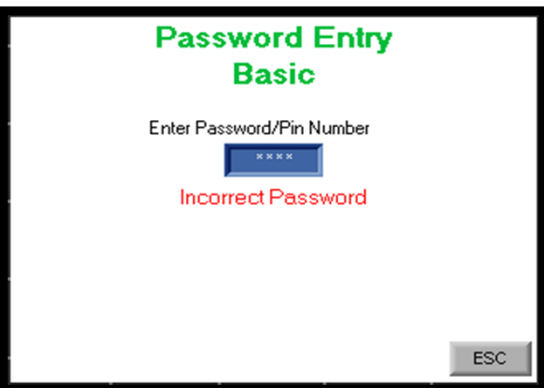 Password Entry
Basic
Enter Password/Pin Number
****
Incorrect Password
ESC